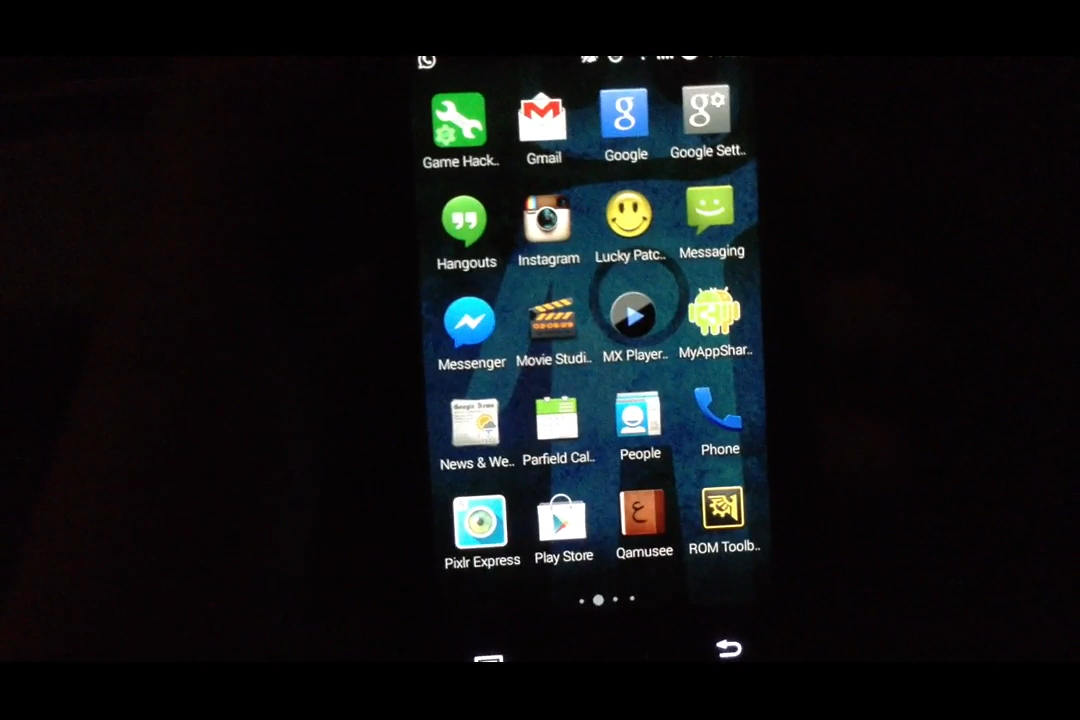 Game Hack..
Gmail
Google
Google Sett..
Hangouts
Instagram
Lucky Patc..
Messaging
Messenger
Movie Studi..
MX Player..
MyAppShar..
News & We..
Parfield Cal..
People
Phone
Pixlr Express
Play Store
Qamusee
ROM Toolb..